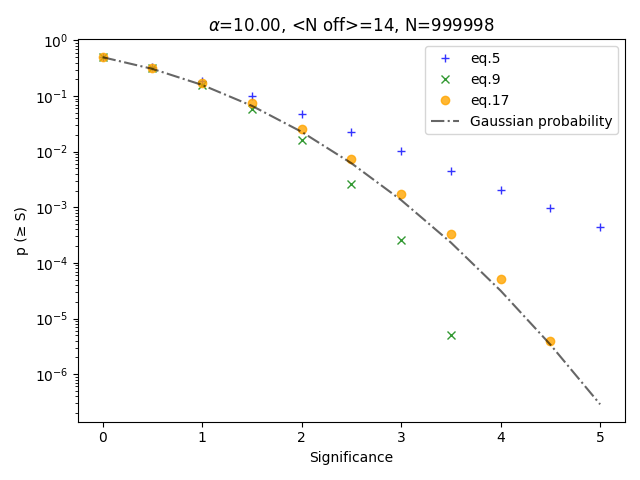 α=10.00, <N off>=14, N=999998
eq.5
eq.9
eq.17
Gaussian probability
p (≥ S)
10⁰
10⁻¹
10⁻²
10⁻³
10⁻⁴
10⁻⁵
10⁻⁶
0 1 2 3 4 5
Significance